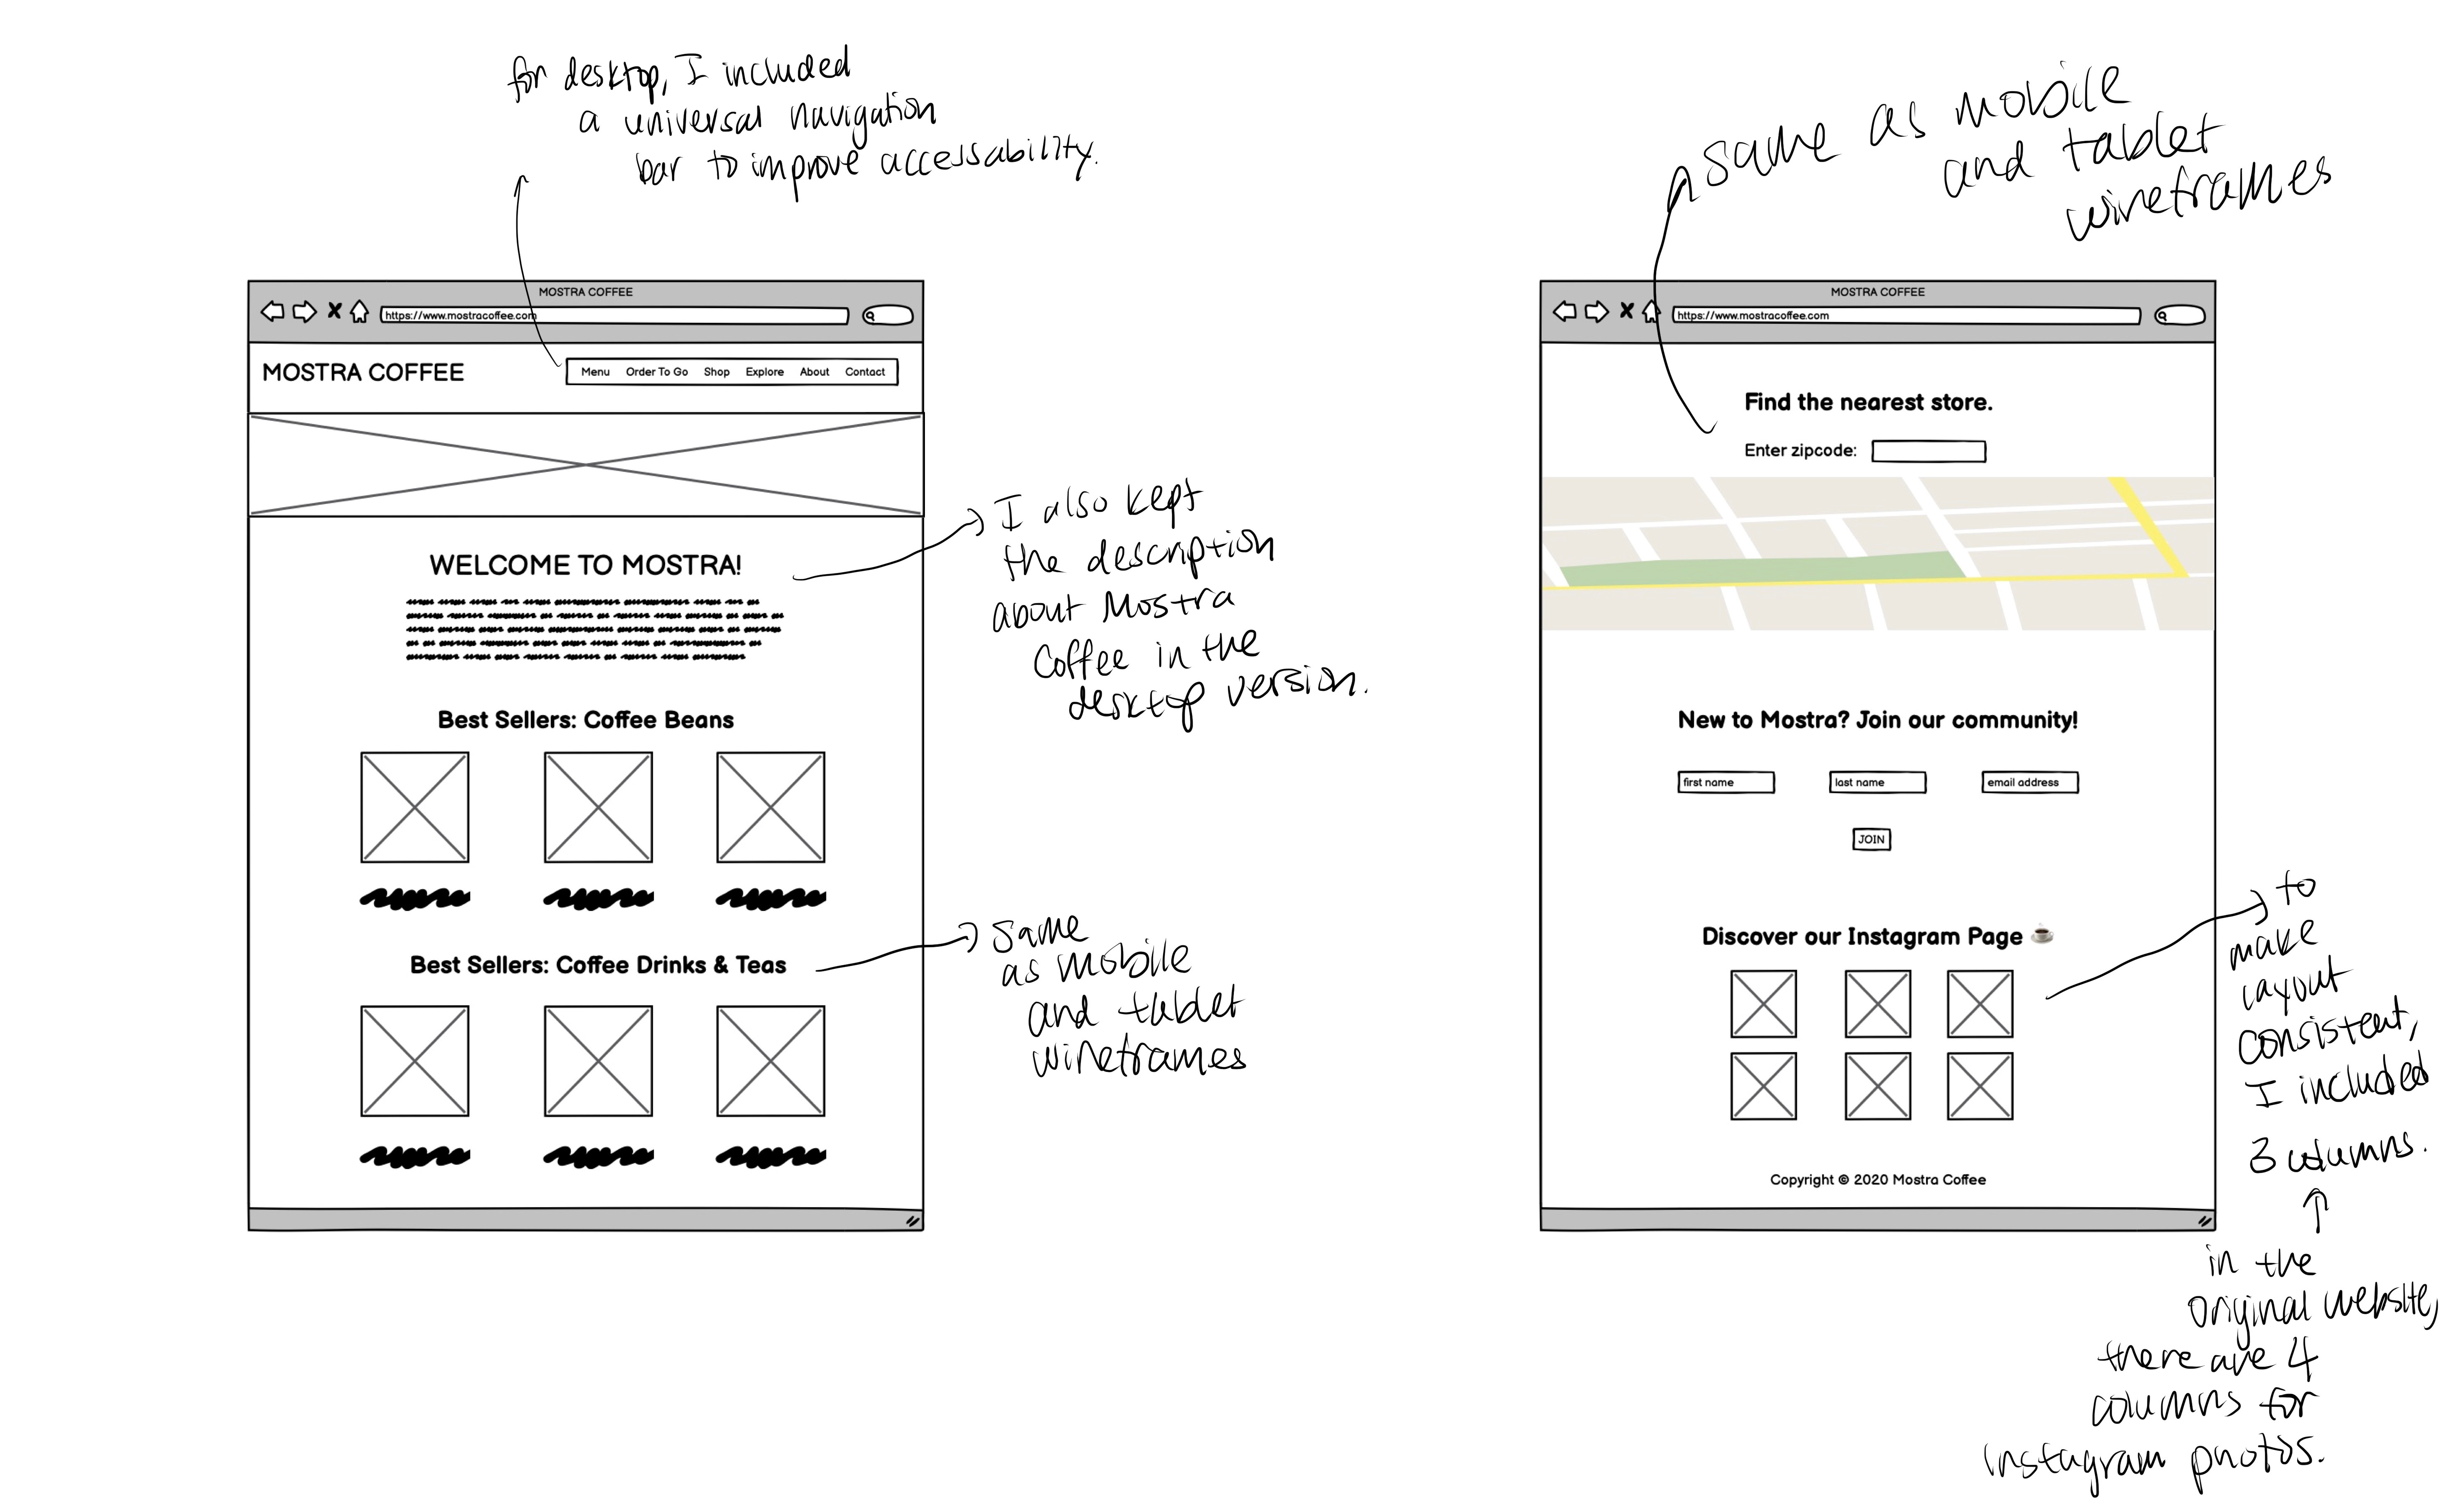 for desktop, I included
a universal navigation
bar to improve accessability.
MOSTRA COFFEE
https://www.mostracoffee.com
MOSTRA COFFEE
Menu Order To Go Shop Explore About Contact
WELCOME TO MOSTRA!
I also kept
the description
about Mostra
Coffee in the
desktop version.
Best Sellers: Coffee Beans
Best Sellers: Coffee Drinks & Teas
same
as mobile
and tablet
wireframes
same as mobile
and tablet
wireframes
MOSTRA COFFEE
https://www.mostracoffee.com
Find the nearest store.
Enter zipcode:
New to Mostra? Join our community!
first name last name email address
JOIN
Discover our Instagram Page ☕
to
make
layout
consistent,
I included
3 columns.
Copyright © 2020 Mostra Coffee
in the
original website,
there are 4
columns for
instagram photos.